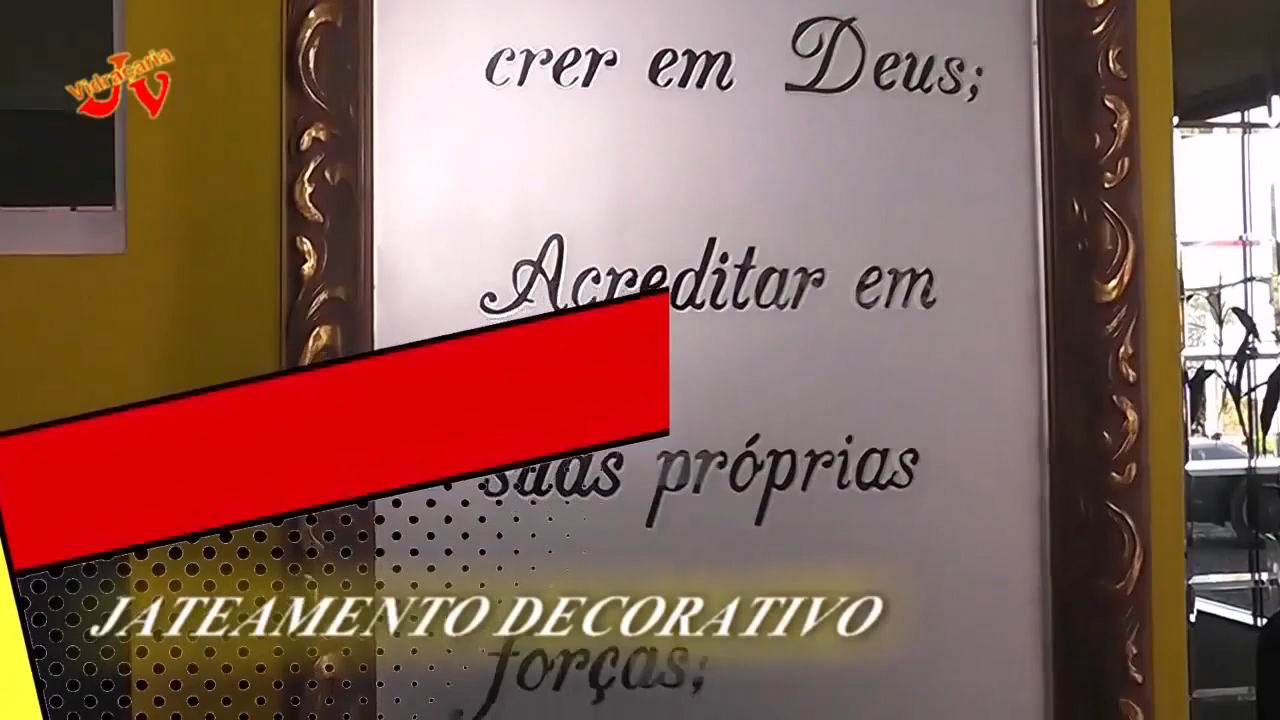 Vidraçaria
JV
crer em Deus;
Acreditar em
suas próprias
JATEAMENTO DECORATIVO
forças;